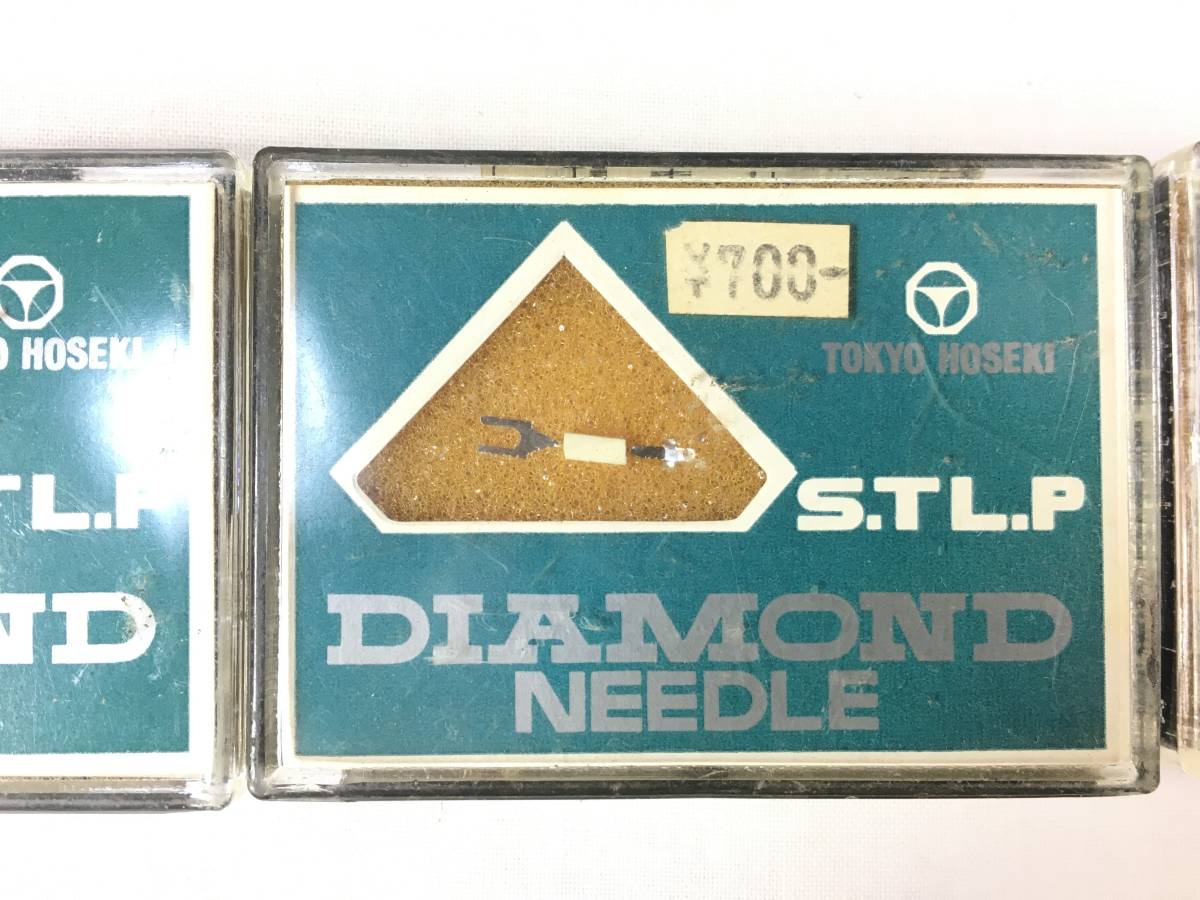 O HOSEKI
T L.P
ND
¥700-
TOKYO HOSEKI
S.T L.P
DIAMOND
NEEDLE